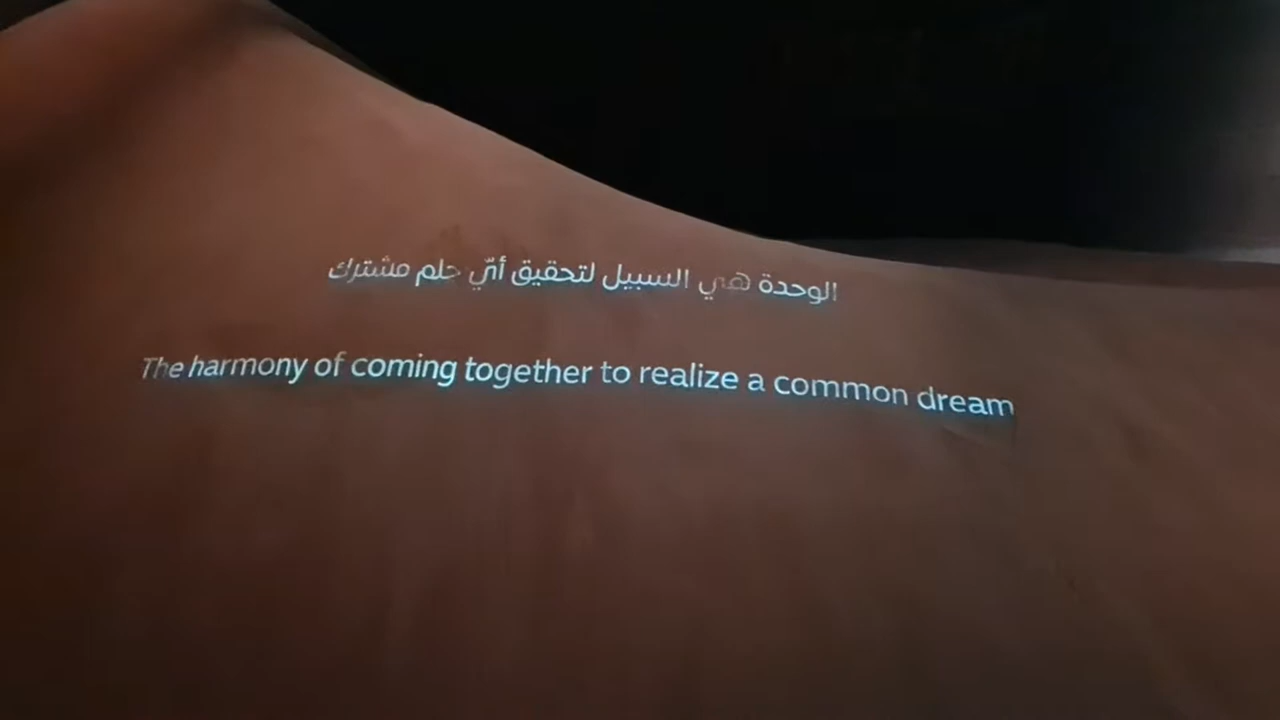 الوحدة هي السبيل لتحقيق أيّ حلم مشترك
The harmony of coming together to realize a common dream